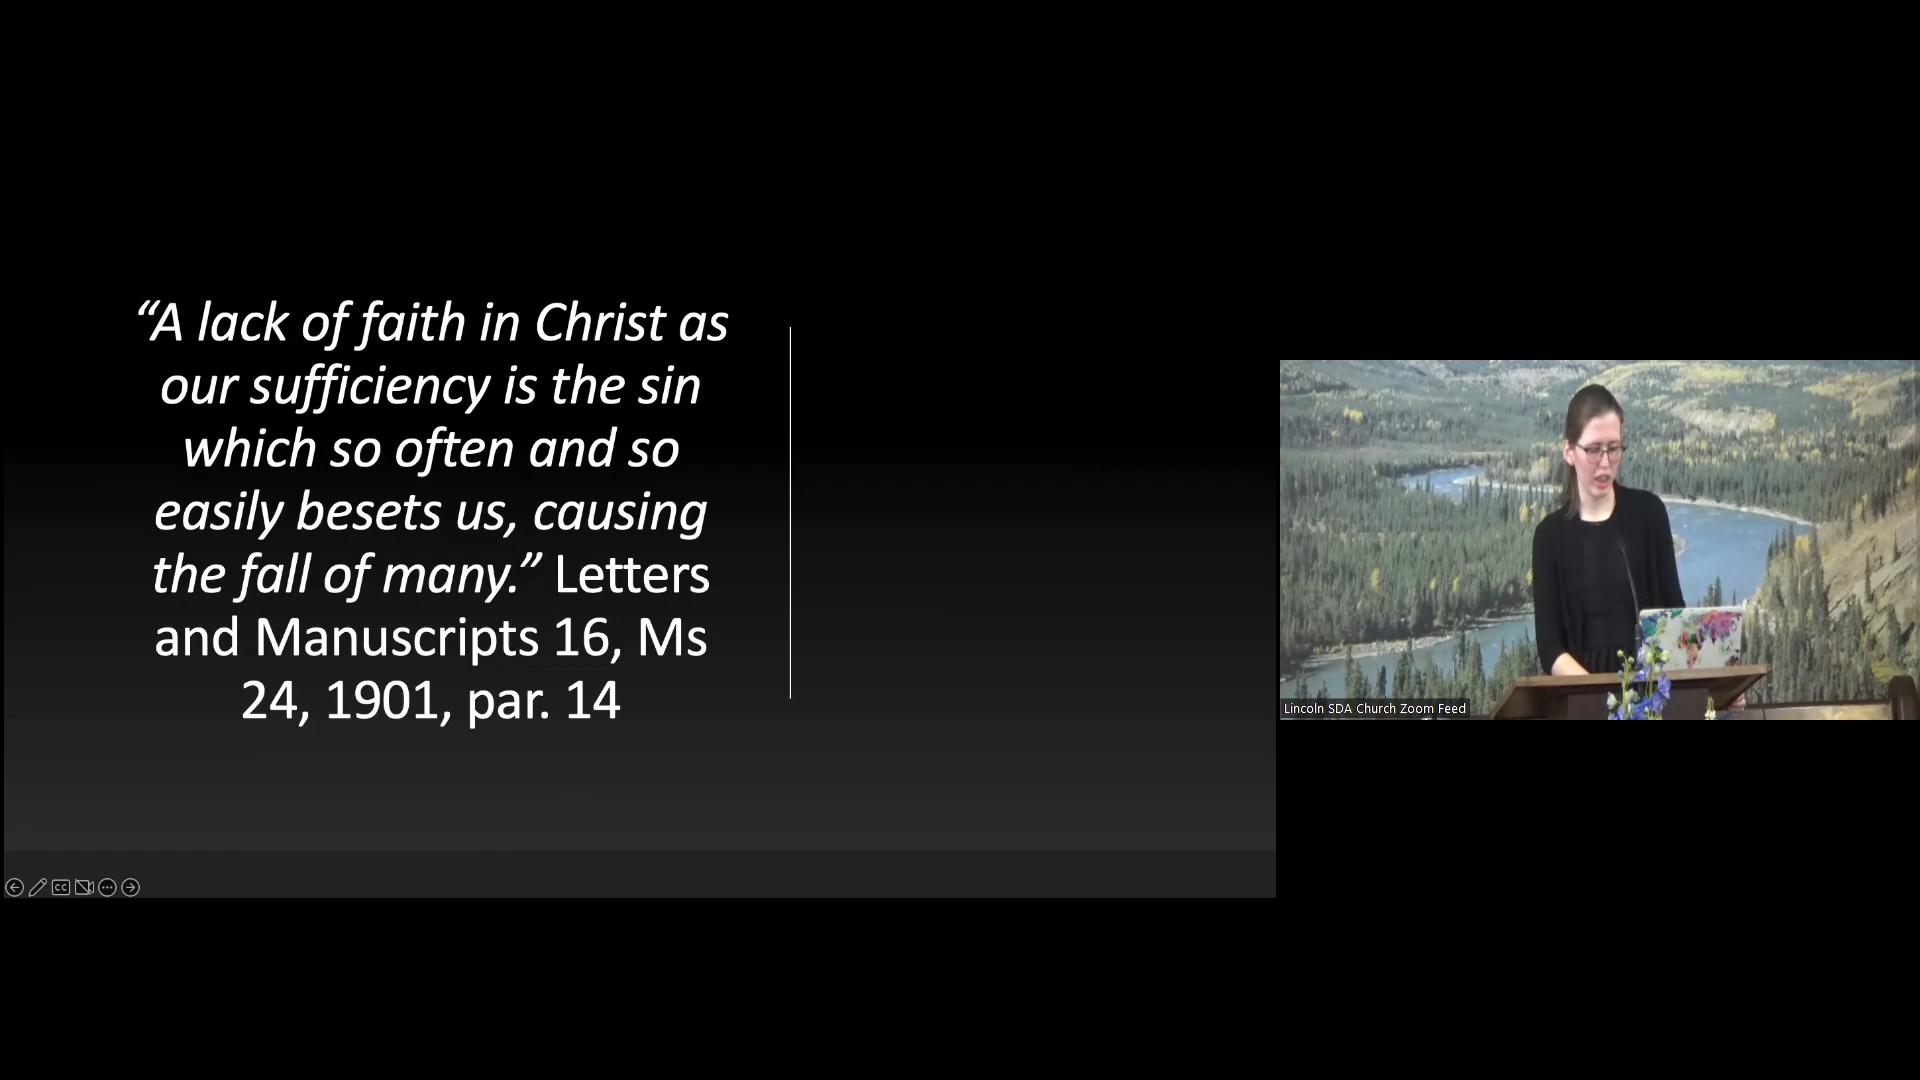 “A lack of faith in Christ as
our sufficiency is the sin
which so often and so
easily besets us, causing
the fall of many.” Letters
and Manuscripts 16, Ms
24, 1901, par. 14
Lincoln SDA Church Zoom Feed
CC